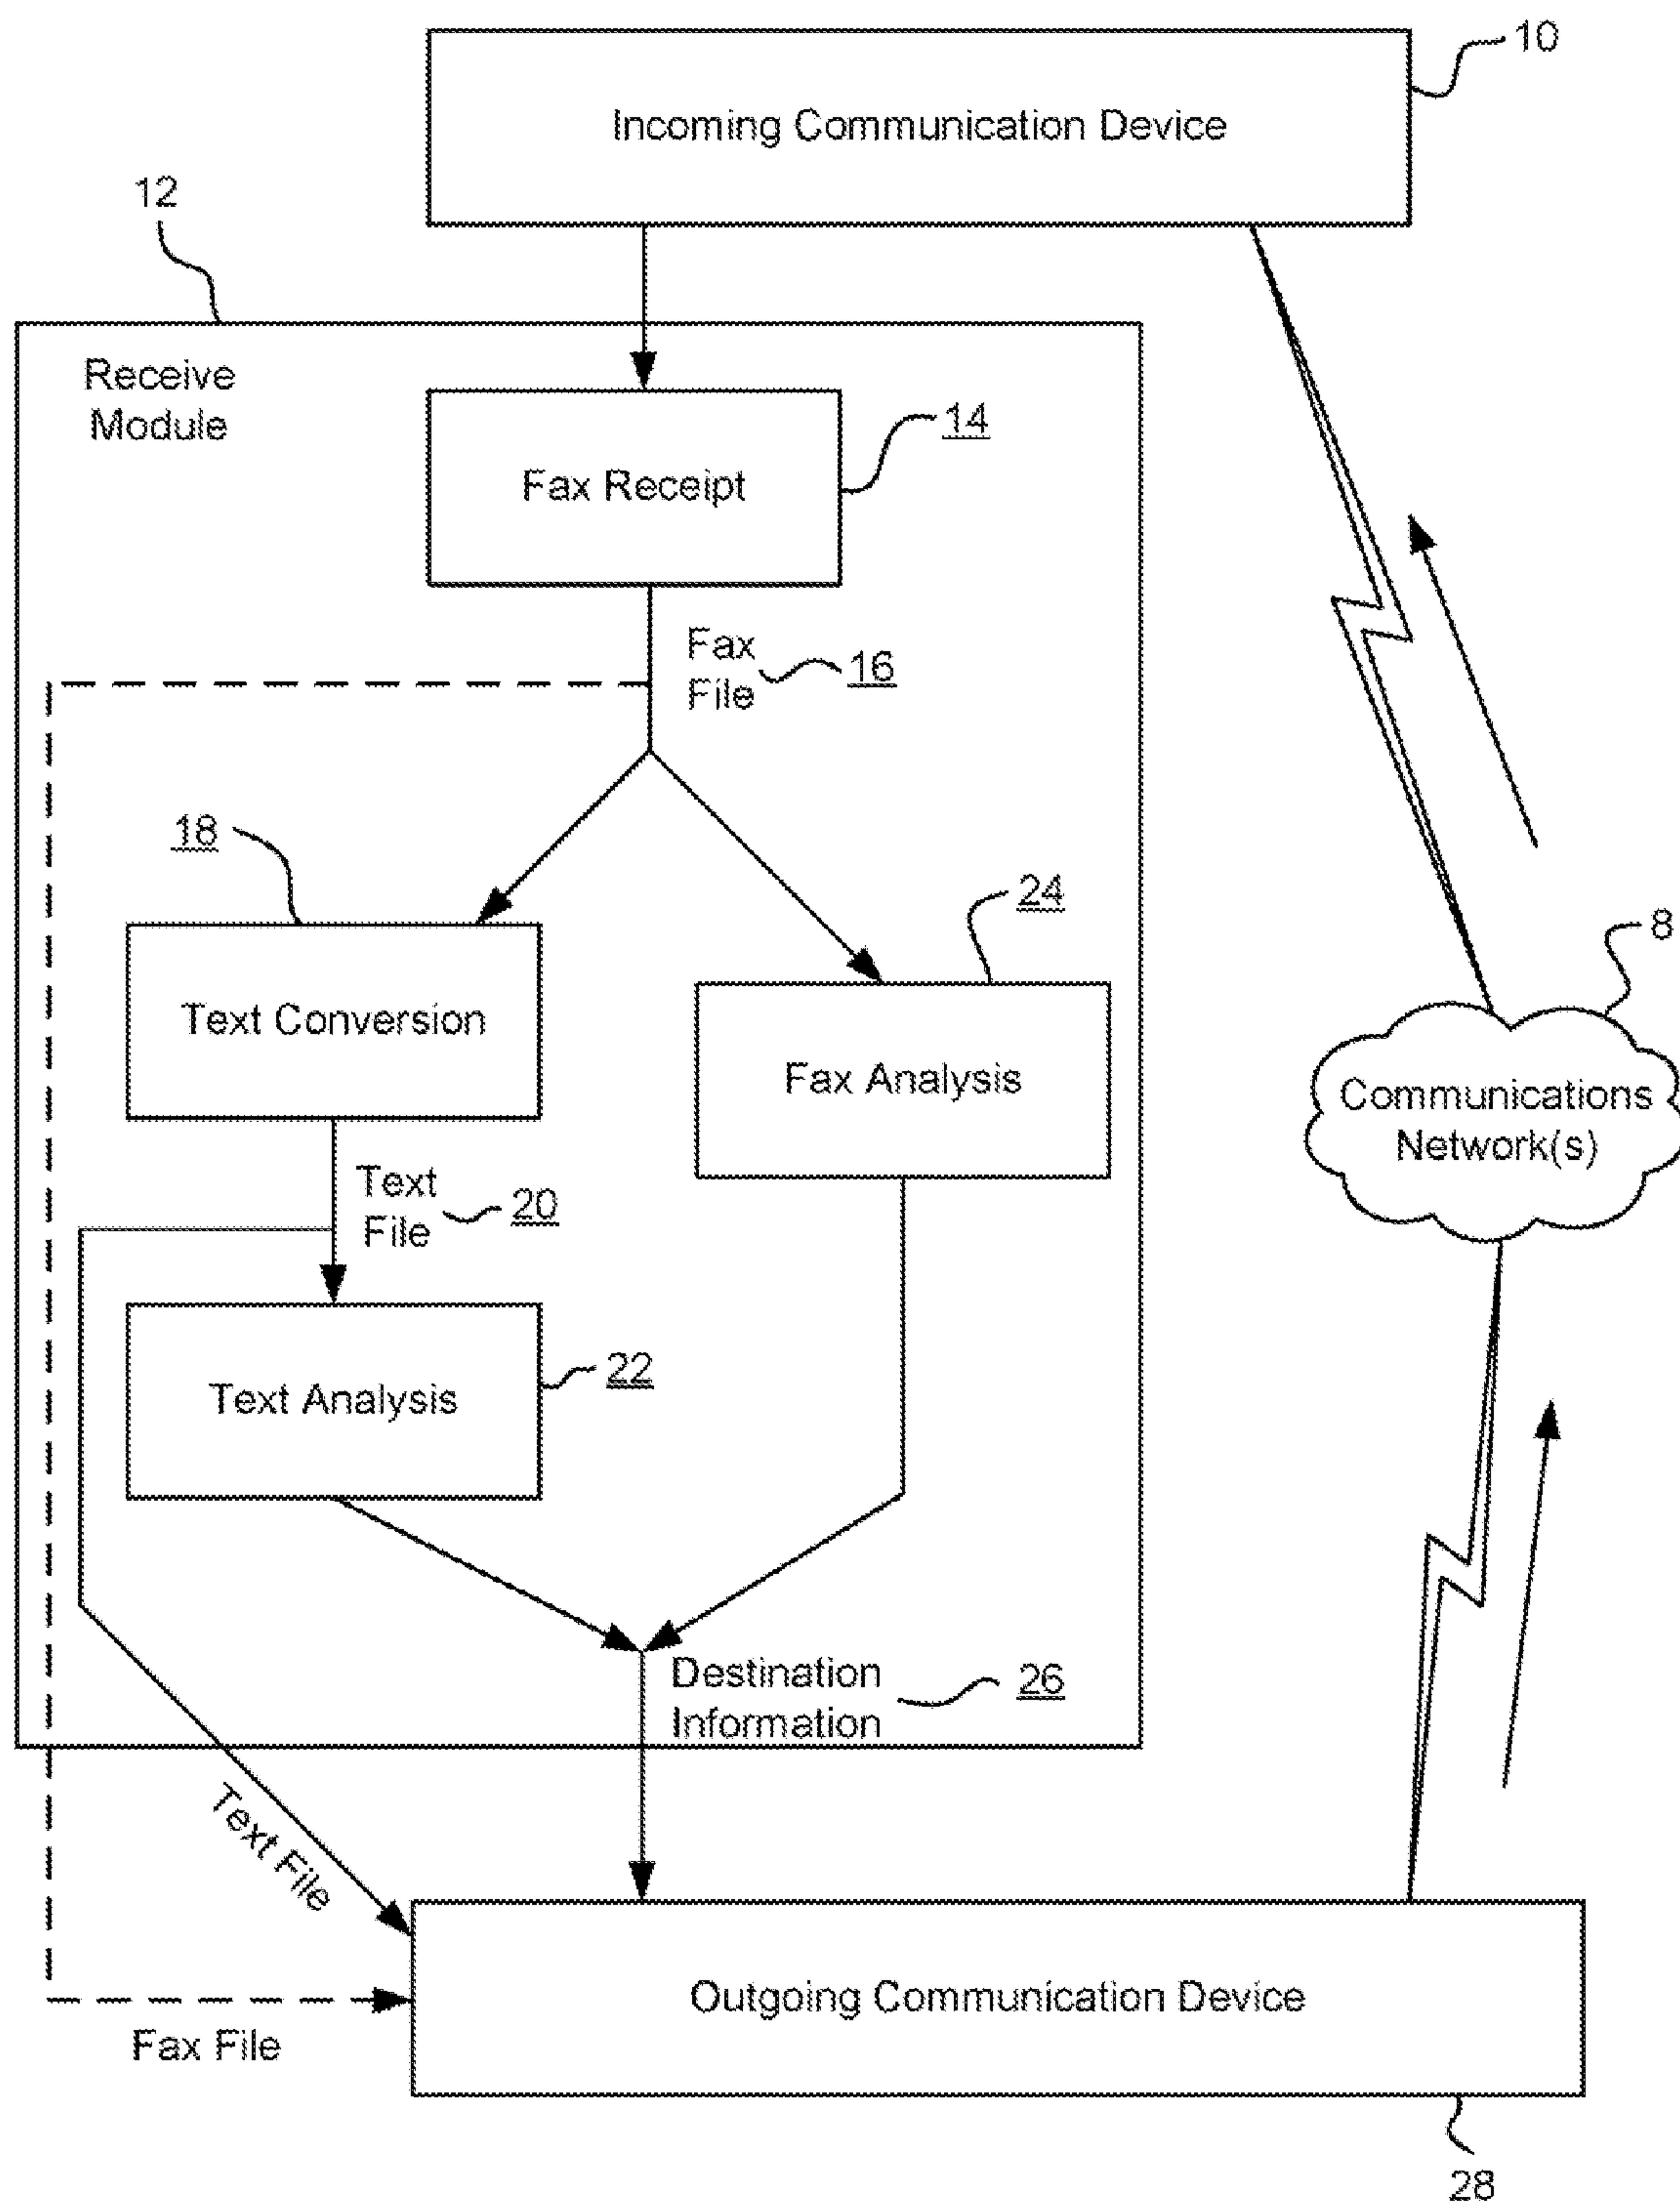 10
Incoming Communication Device
12
Receive
Module
14
Fax Receipt
Fax
File
16
18
24
8
Text Conversion
Fax Analysis
Communications
Network(s)
Text
File
20
Text Analysis
22
Destination
Information
26
Text File
Outgoing Communication Device
Fax File
28